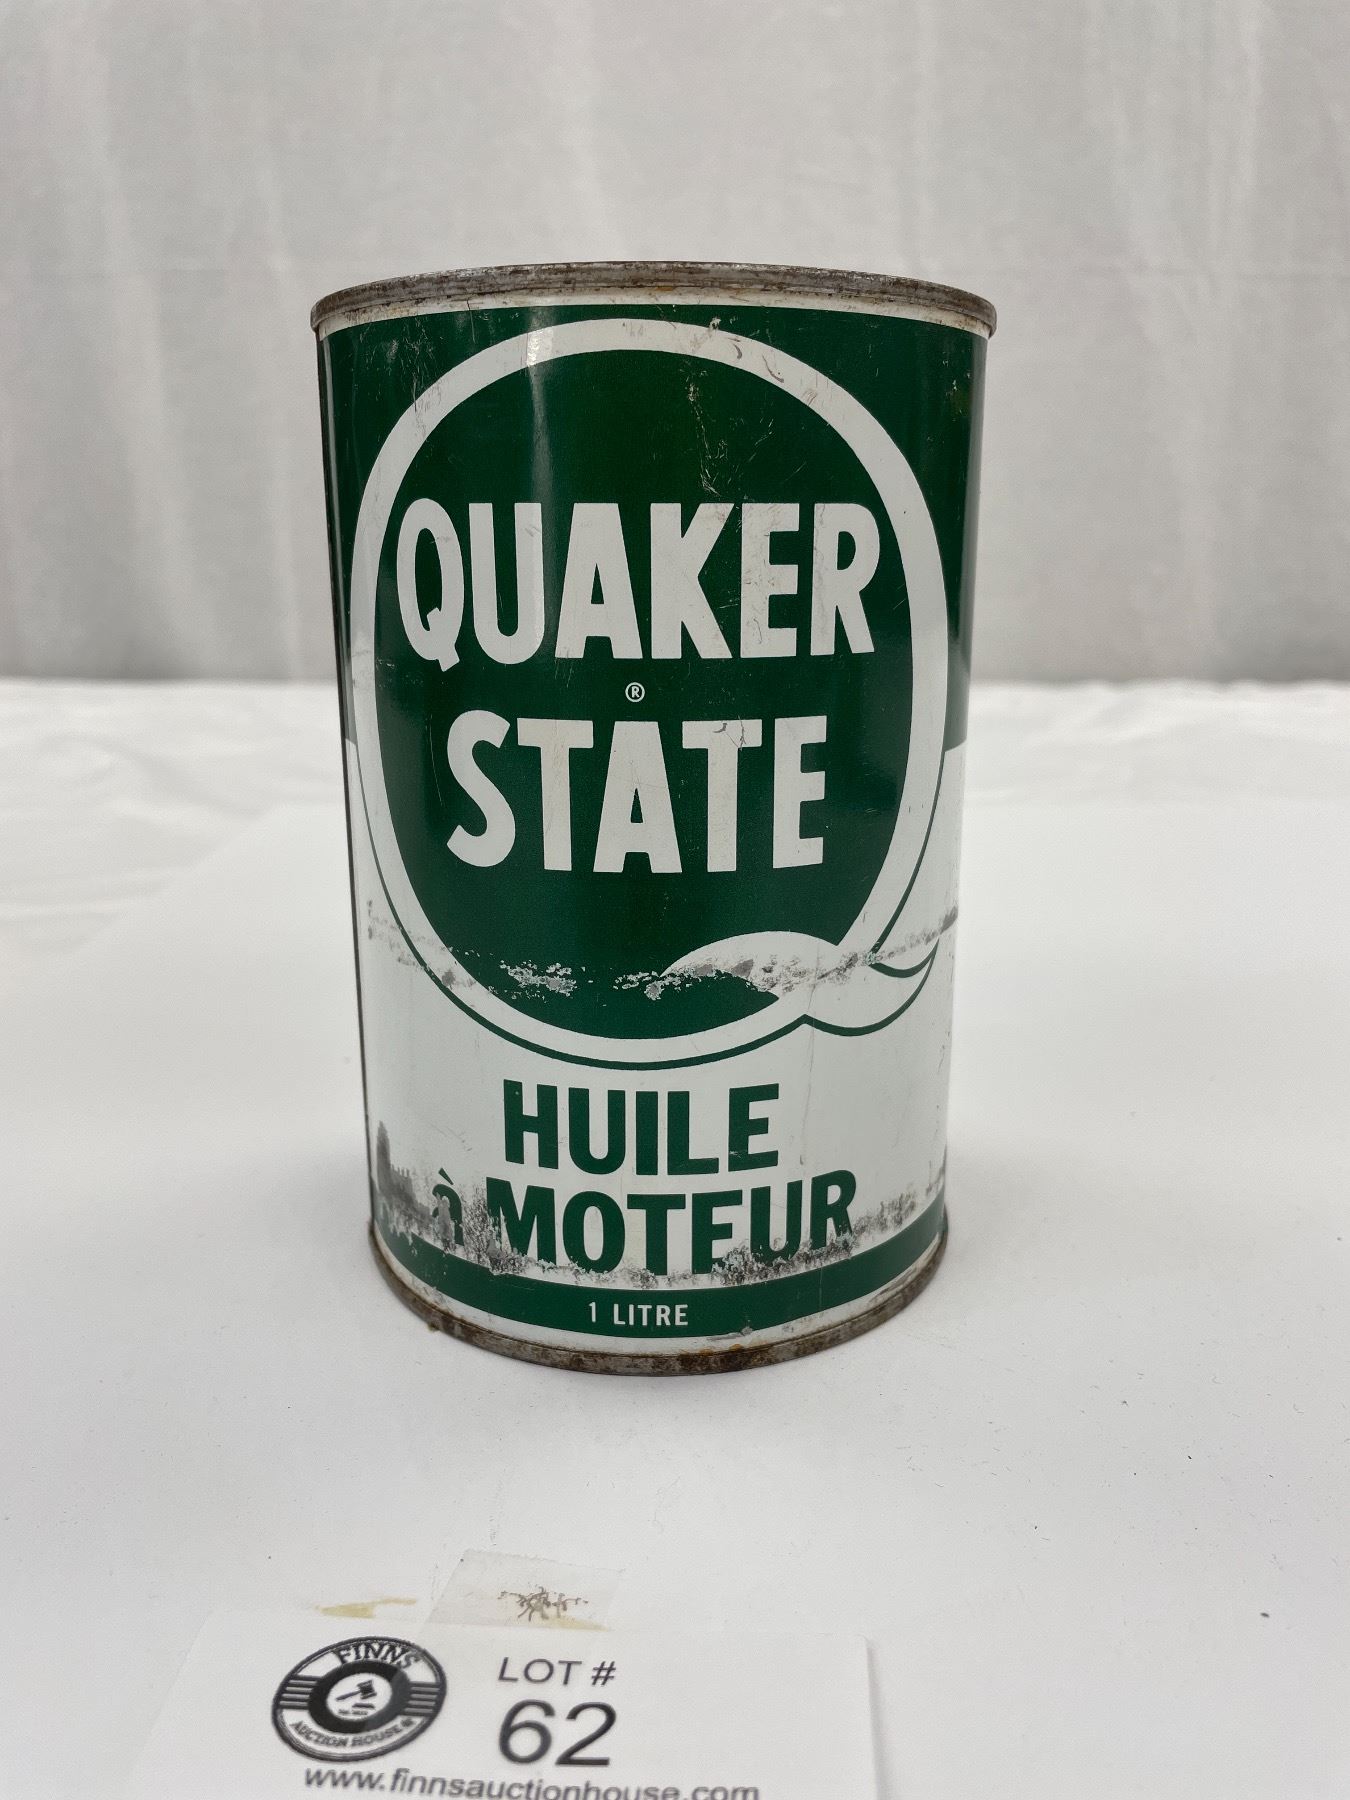 QUAKER
®
STATE
HUILE
à MOTEUR
1 LITRE
FINNS
AUCTION HOUSE
LOT #
62
www.finnsauctionhouse.com